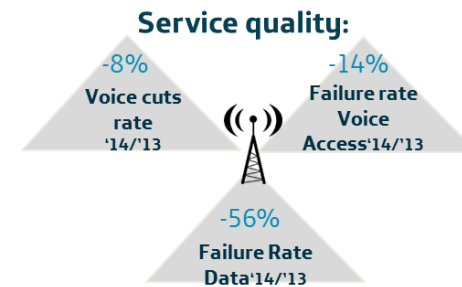 Service quality:
-8%
Voice cuts
rate
‘14/’13
-14%
Failure rate
Voice
Access‘14/’13
-56%
Failure Rate
Data‘14/’13